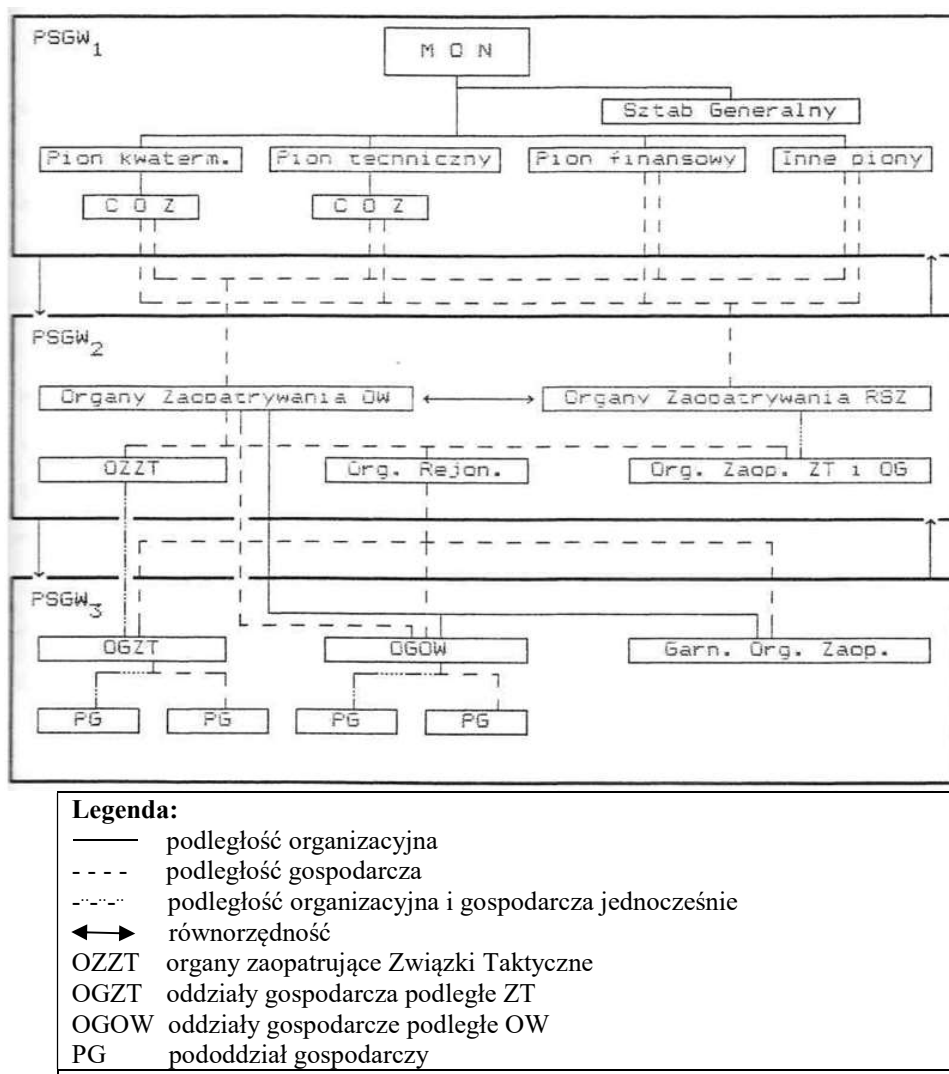 PSGW1
M O N
Sztab Generalny
Pion kwaterm. Pion techniczny Pion finansowy Inne piony
C O Z C O Z
PSGW2
Organy Zaopatrywania OW Organy Zaopatrywania RSZ
OZZT Org. Rejon. Org. Zaop. ZT i OG
PSGW3
OGZT OGOW Garn. Org. Zaop.
PG PG PG PG
Legenda:
podległość organizacyjna
- - - - podległość gospodarcza
-··-··-·· podległość organizacyjna i gospodarcza jednocześnie
równorzędność
OZZT organy zaopatrujące Związki Taktyczne
OGZT oddziały gospodarcza podległe ZT
OGOW oddziały gospodarcze podległe OW
PG pododdział gospodarczy